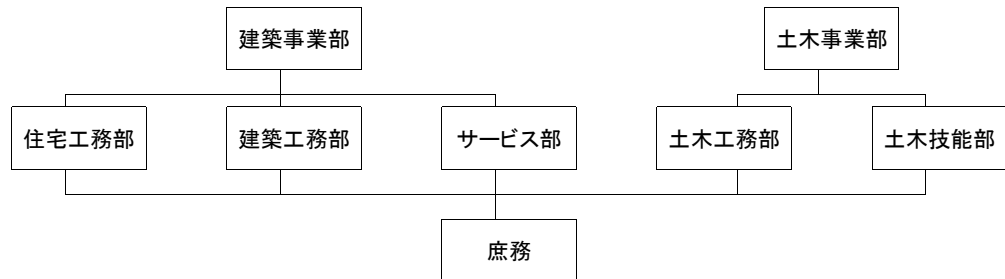 建築事業部
土木事業部
住宅工務部
建築工務部
サービス部
土木工務部
土木技能部
庶務